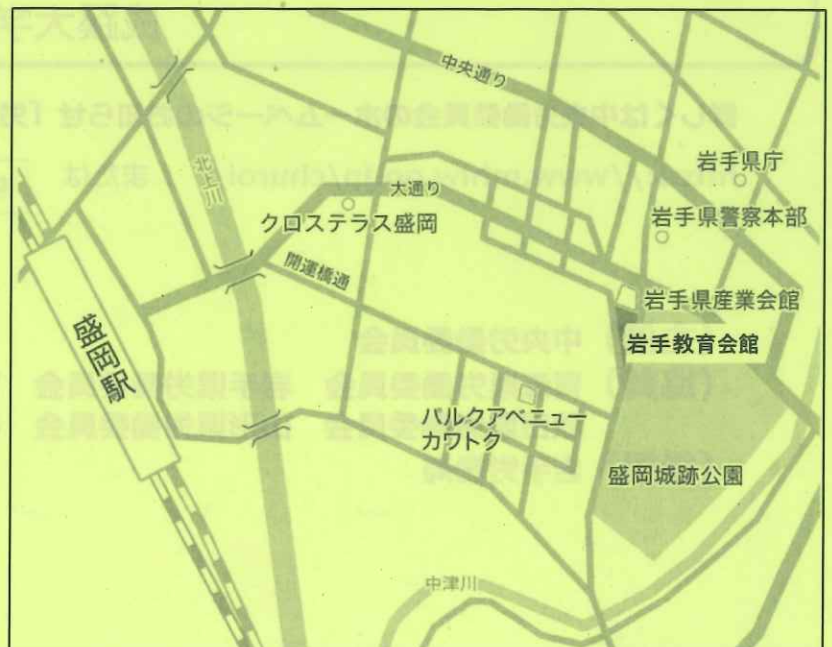 中央通り
岩手県庁
大通り
岩手県警察本部
クロステラス盛岡
開運橋通
岩手県産業会館
岩手教育会館
盛岡駅
パルクアベニュー
カワトク
盛岡城跡公園
中津川